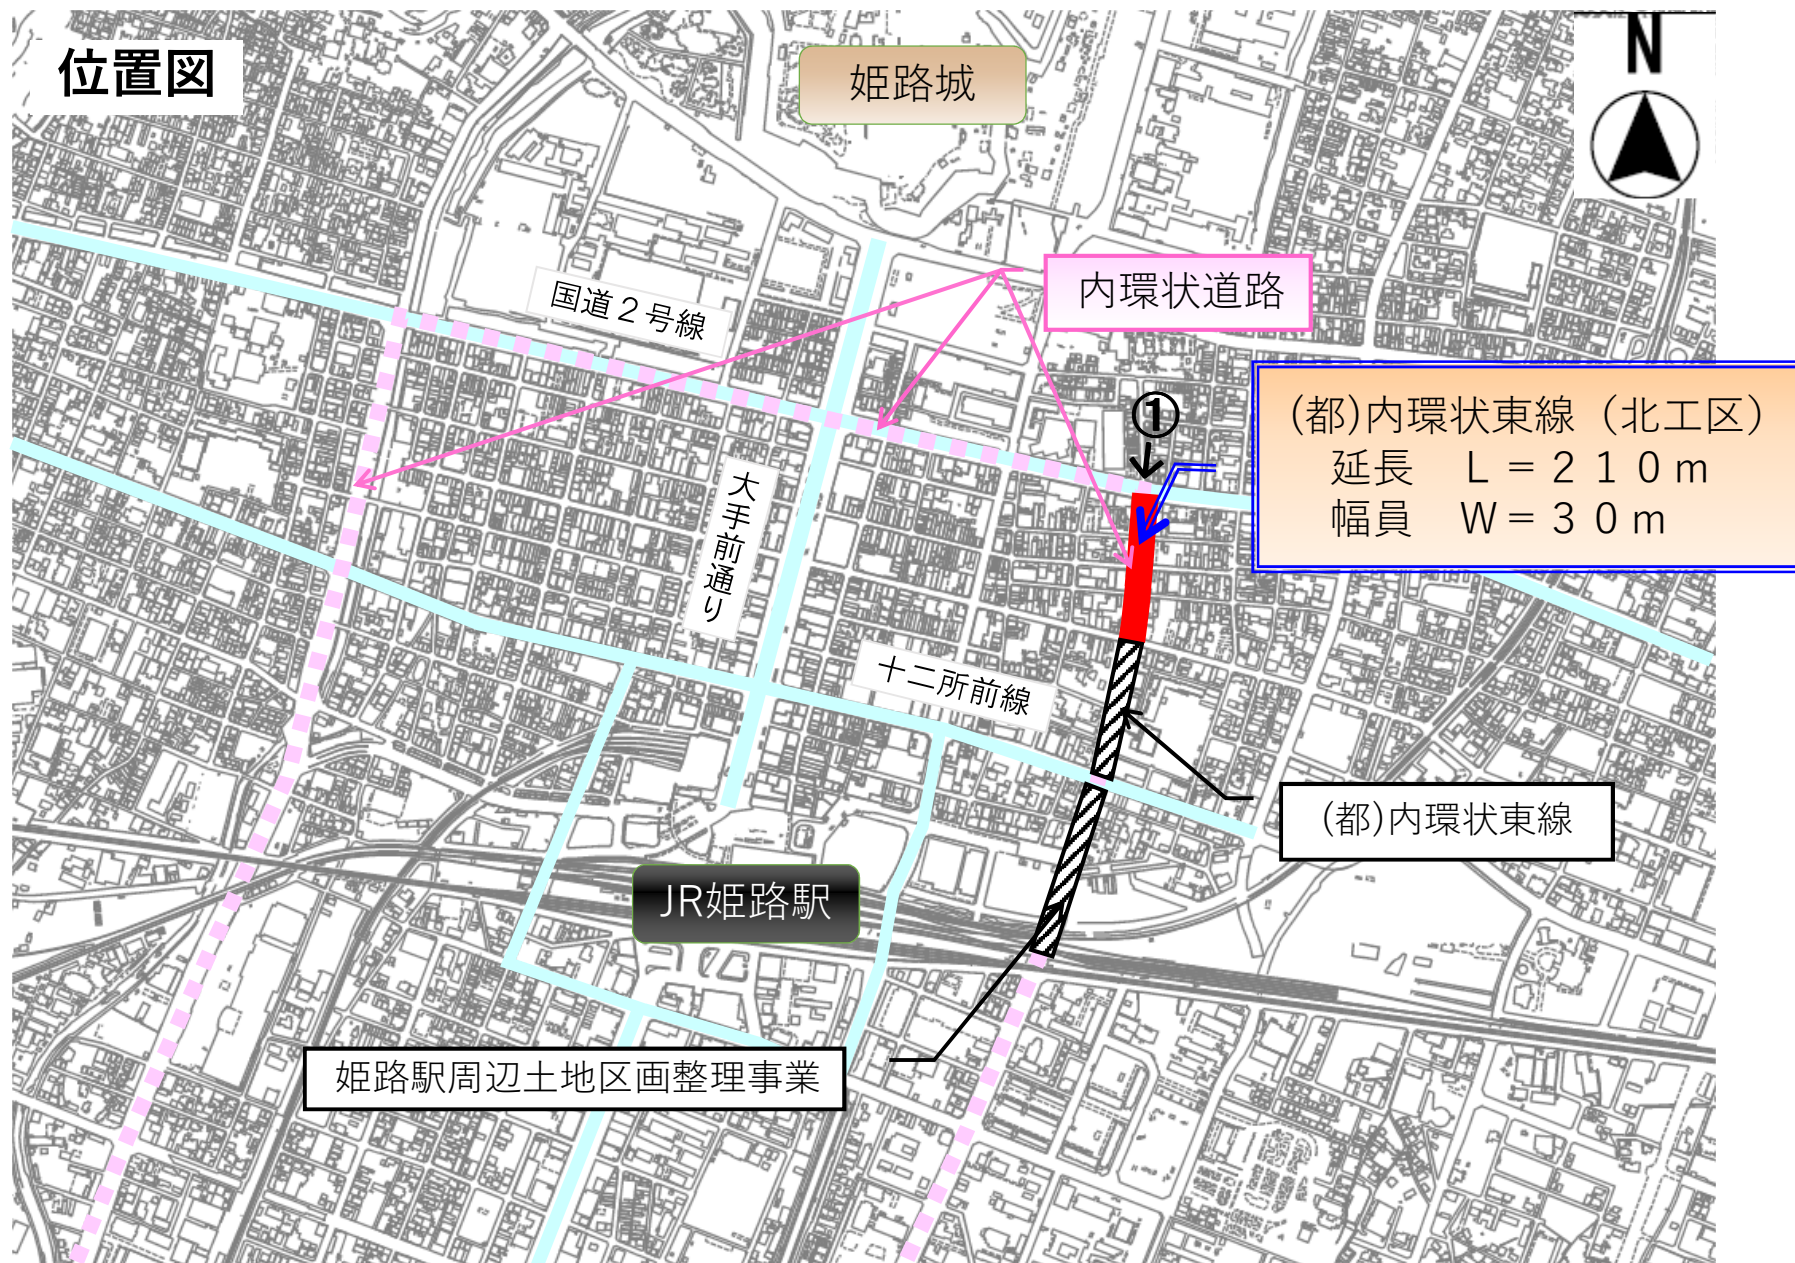 位置図
姫路城
N
国道２号線
内環状道路
①
(都)内環状東線（北工区）
延長　L＝２１０ｍ
幅員　W＝３０ｍ
大手前通り
十二所前線
(都)内環状東線
JR姫路駅
姫路駅周辺土地区画整理事業